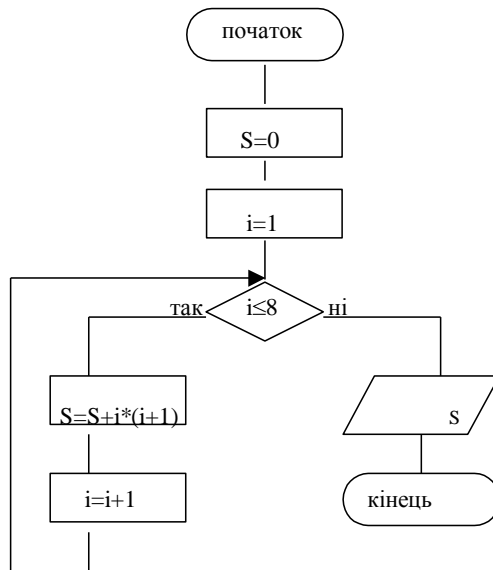 початок
S=0
i=1
так i≤8 ні
S=S+i*(i+1)
s
i=i+1
кінець